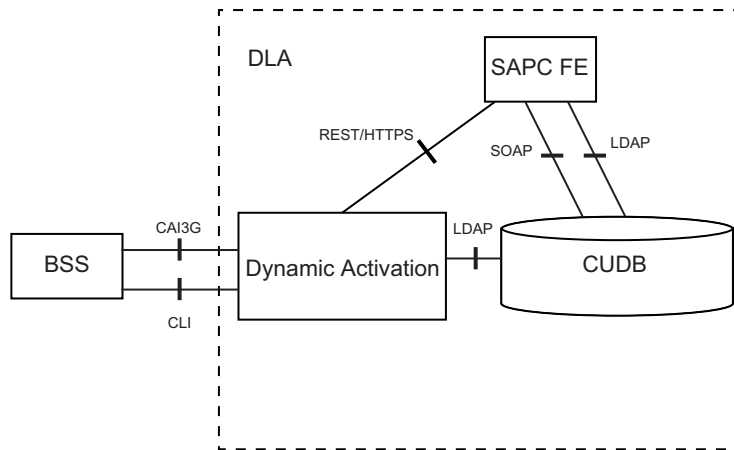 DLA
SAPC FE
REST/HTTPS
SOAP
LDAP
CAI3G
LDAP
BSS
Dynamic Activation
CUDB
CLI